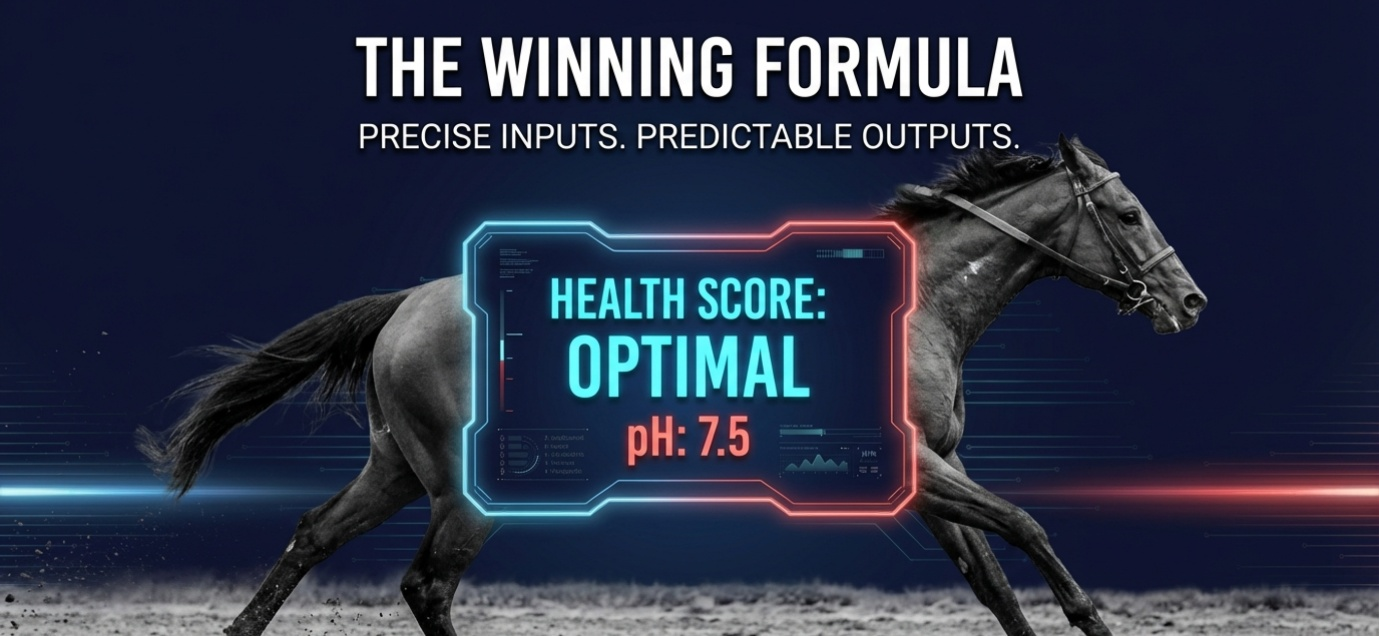 THE WINNING FORMULA
PRECISE INPUTS. PREDICTABLE OUTPUTS.
HEALTH SCORE:
OPTIMAL
pH: 7.5